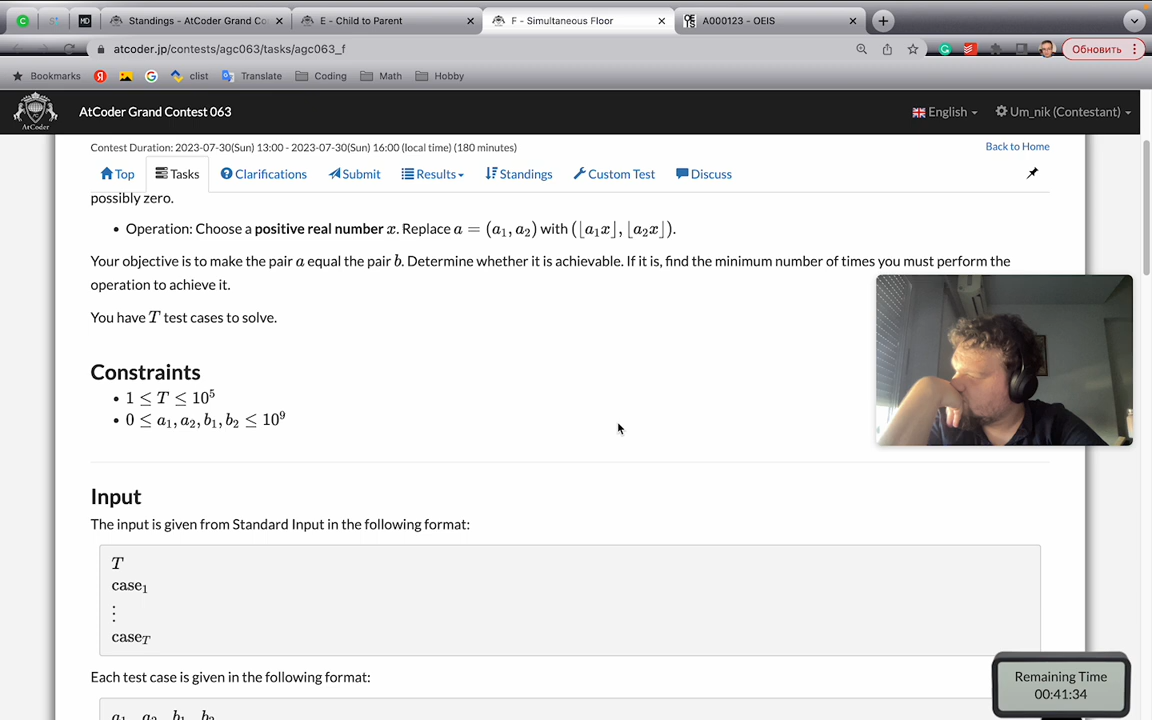 Standings - AtCoder Grand Co
E - Child to Parent
F - Simultaneous Floor
A000123 - OEIS
atcoder.jp/contests/agc063/tasks/agc063_f
Обновить
Bookmarks
clist
Translate
Coding
Math
Hobby
AtCoder Grand Contest 063
English
Um_nik (Contestant)
Contest Duration: 2023-07-30(Sun) 13:00 - 2023-07-30(Sun) 16:00 (local time) (180 minutes)
Back to Home
Top
Tasks
Clarifications
Submit
Results
Standings
Custom Test
Discuss
possibly zero.
• Operation: Choose a positive real number x. Replace a = (a₁, a₂) with (⌊a₁x⌋, ⌊a₂x⌋).
Your objective is to make the pair a equal the pair b. Determine whether it is achievable. If it is, find the minimum number of times you must perform the
operation to achieve it.
You have T test cases to solve.
Constraints
• 1 ≤ T ≤ 10⁵
• 0 ≤ a₁, a₂, b₁, b₂ ≤ 10⁹
Input
The input is given from Standard Input in the following format:
T
case₁
⋮
case_T
Each test case is given in the following format:
a₁ a₂ b₁ b₂
Remaining Time
00:41:34